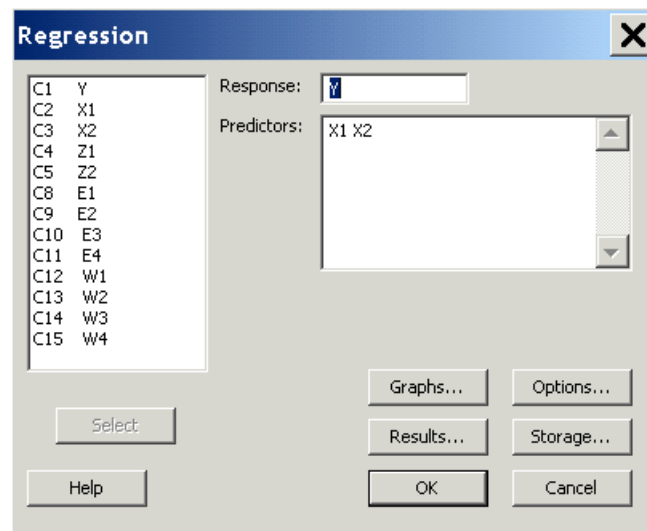 Regression
C1 Y
C2 X1
C3 X2
C4 Z1
C5 Z2
C8 E1
C9 E2
C10 E3
C11 E4
C12 W1
C13 W2
C14 W3
C15 W4
Response: Y
Predictors: X1 X2
Graphs... Options...
Select
Results... Storage...
Help OK Cancel